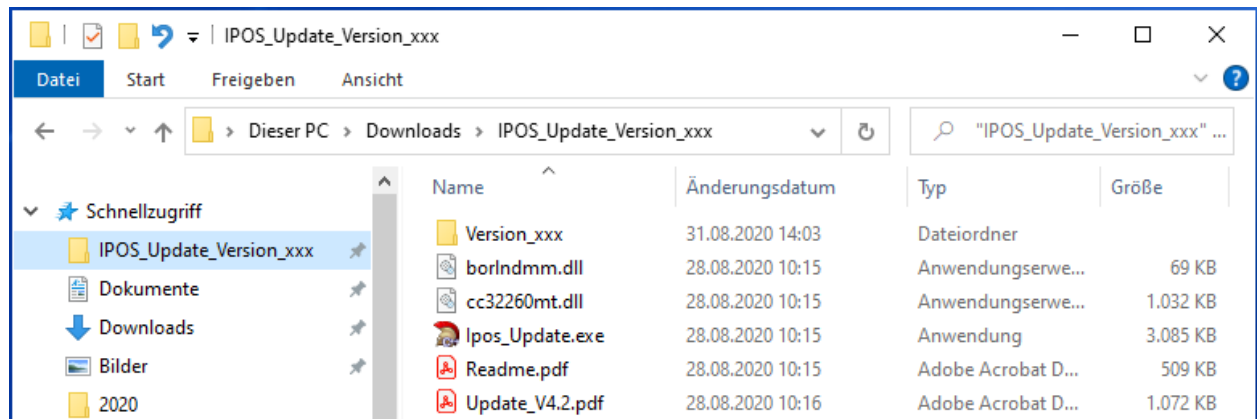 IPOS_Update_Version_xxx
Datei Start Freigeben Ansicht
Dieser PC > Downloads > IPOS_Update_Version_xxx "IPOS_Update_Version_xxx" ...
Name Änderungsdatum Typ Größe
Schnellzugriff
Version_xxx 31.08.2020 14:03 Dateiordner
IPOS_Update_Version_xxx
borlndmm.dll 28.08.2020 10:15 Anwendungserwe... 69 KB
Dokumente
cc32260mt.dll 28.08.2020 10:15 Anwendungserwe... 1.032 KB
Downloads
Ipos_Update.exe 28.08.2020 10:15 Anwendung 3.085 KB
Bilder
Readme.pdf 28.08.2020 10:15 Adobe Acrobat D... 509 KB
2020
Update_V4.2.pdf 28.08.2020 10:16 Adobe Acrobat D... 1.072 KB